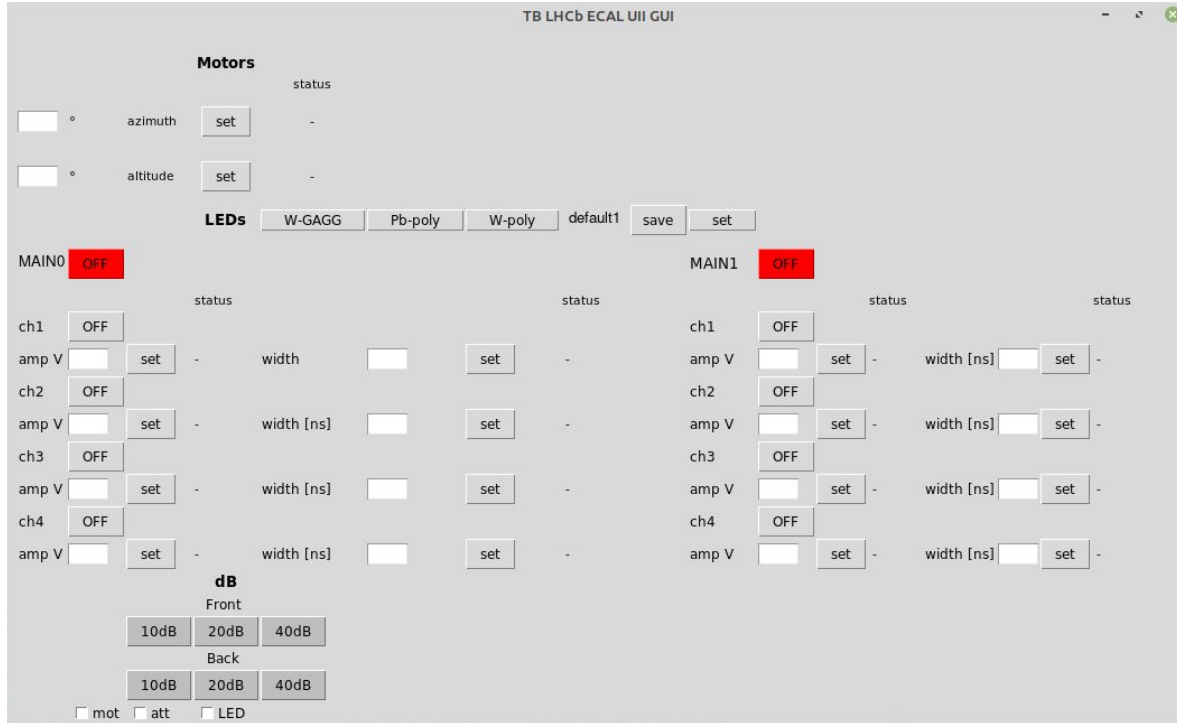 TB LHCb ECAL UII GUI
Motors
status
° azimuth set -
° altitude set -
LEDs W-GAGG Pb-poly W-poly default1 save set
MAIN0 OFF MAIN1 OFF
status status status status
ch1 OFF ch1 OFF
amp V set - width set - amp V set - width [ns] set -
ch2 OFF ch2 OFF
amp V set - width [ns] set - amp V set - width [ns] set -
ch3 OFF ch3 OFF
amp V set - width [ns] set - amp V set - width [ns] set -
ch4 OFF ch4 OFF
amp V set - width [ns] set - amp V set - width [ns] set -
dB
Front
10dB 20dB 40dB
Back
10dB 20dB 40dB
mot att LED